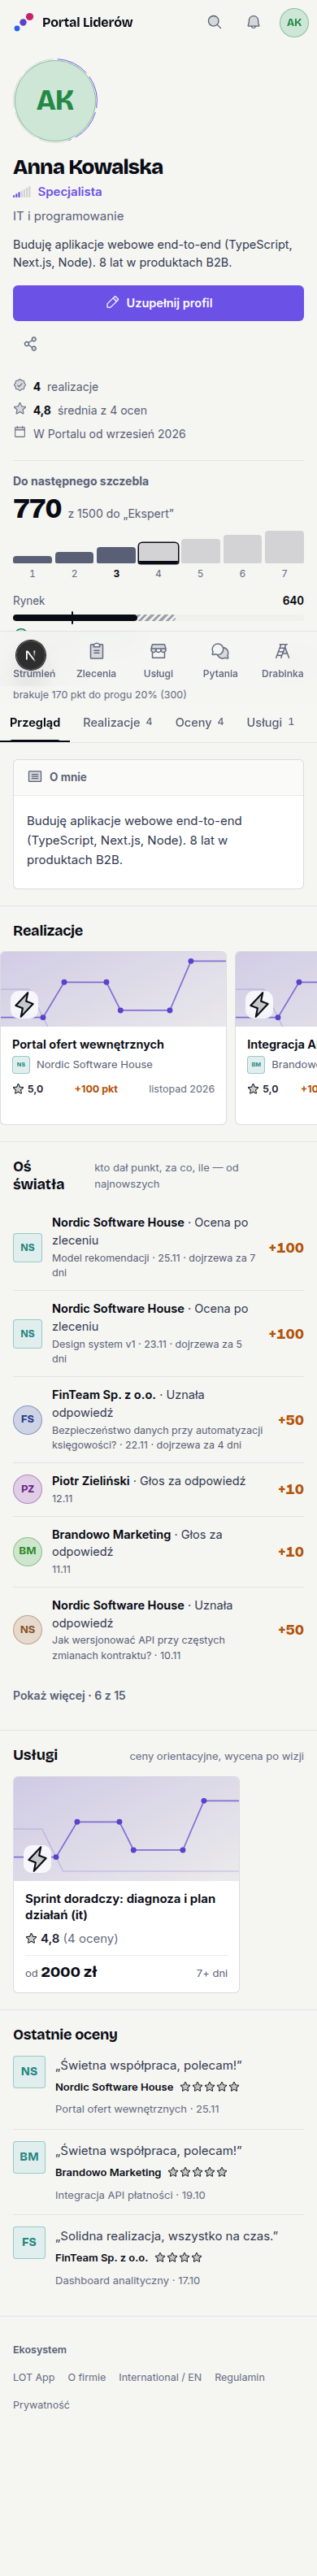 Portal Liderów
AK
AK
Anna Kowalska
Specjalista
IT i programowanie
Buduję aplikacje webowe end-to-end (TypeScript,
Next.js, Node). 8 lat w produktach B2B.
Uzupełnij profil
4 realizacje
4,8 średnia z 4 ocen
W Portalu od wrzesień 2026
Do następnego szczebla
770 z 1500 do „Ekspert”
1 2 3 4 5 6 7
Rynek 640
N
Strumień Zlecenia Usługi Pytania Drabinka
brakuje 170 pkt do progu 20% (300)
Przegląd Realizacje 4 Oceny 4 Usługi 1
O mnie
Buduję aplikacje webowe end-to-end
(TypeScript, Next.js, Node). 8 lat w
produktach B2B.
Realizacje
Portal ofert wewnętrznych
NS Nordic Software House
5,0 +100 pkt listopad 2026
Integracja A
BM Brandow
5,0 +10
Oś
światła
kto dał punkt, za co, ile — od
najnowszych
NS
Nordic Software House · Ocena po
zleceniu
Model rekomendacji · 25.11 · dojrzewa za 7
dni
+100
NS
Nordic Software House · Ocena po
zleceniu
Design system v1 · 23.11 · dojrzewa za 5
dni
+100
FS
FinTeam Sp. z o.o. · Uznała
odpowiedź
Bezpieczeństwo danych przy automatyzacji
księgowości? · 22.11 · dojrzewa za 4 dni
+50
PZ
Piotr Zieliński · Głos za odpowiedź
12.11
+10
BM
Brandowo Marketing · Głos za
odpowiedź
11.11
+10
NS
Nordic Software House · Uznała
odpowiedź
Jak wersjonować API przy częstych
zmianach kontraktu? · 10.11
+50
Pokaż więcej · 6 z 15
Usługi
ceny orientacyjne, wycena po wizji
Sprint doradczy: diagnoza i plan
działań (it)
4,8 (4 oceny)
od 2000 zł 7+ dni
Ostatnie oceny
NS
„Świetna współpraca, polecam!”
Nordic Software House
Portal ofert wewnętrznych · 25.11
BM
„Świetna współpraca, polecam!”
Brandowo Marketing
Integracja API płatności · 19.10
FS
„Solidna realizacja, wszystko na czas.”
FinTeam Sp. z o.o.
Dashboard analityczny · 17.10
Ekosystem
LOT App O firmie International / EN Regulamin
Prywatność